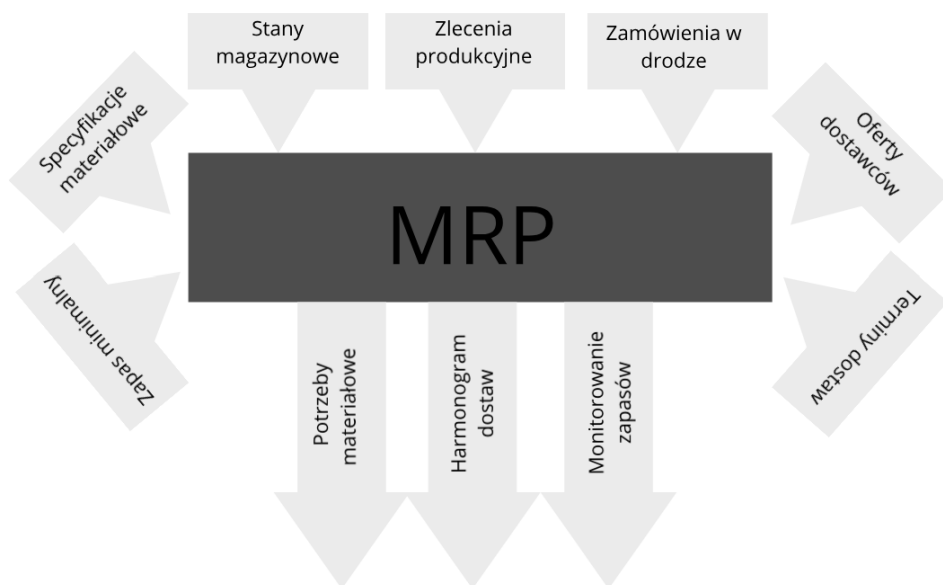 Stany
magazynowe
Zlecenia
produkcyjne
Zamówienia w
drodze
Specyfikacje
materiałowe
Oferty
dostawców
MRP
Zapas minimalny
Terminy dostaw
Potrzeby
materiałowe
Harmonogram
dostaw
Monitorowanie
zapasów